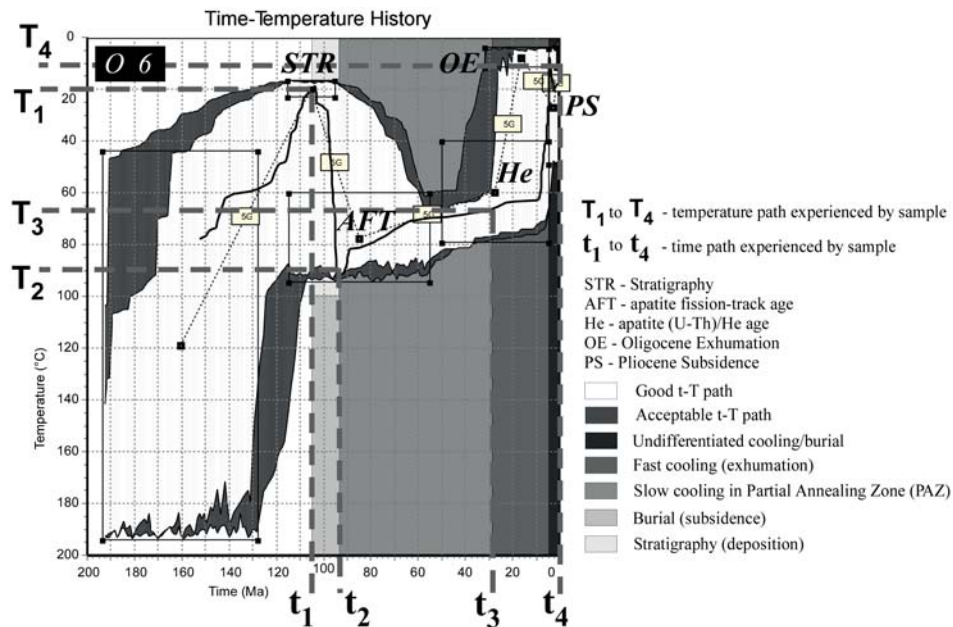 Time-Temperature History
T4
T1
T3
T2
O 6
STR
OE
PS
He
AFT
5G
5G
5G
5G
5G
5G
0
20
40
60
80
100
120
140
160
180
200
Temperature (°C)
200 180 160 140 120 100 80 60 40 20 0
Time (Ma)
t1 t2 t3 t4
T1 to T4 - temperature path experienced by sample
t1 to t4 - time path experienced by sample
STR - Stratigraphy
AFT - apatite fission-track age
He - apatite (U-Th)/He age
OE - Oligocene Exhumation
PS - Pliocene Subsidence
Good t-T path
Acceptable t-T path
Undifferentiated cooling/burial
Fast cooling (exhumation)
Slow cooling in Partial Annealing Zone (PAZ)
Burial (subsidence)
Stratigraphy (deposition)